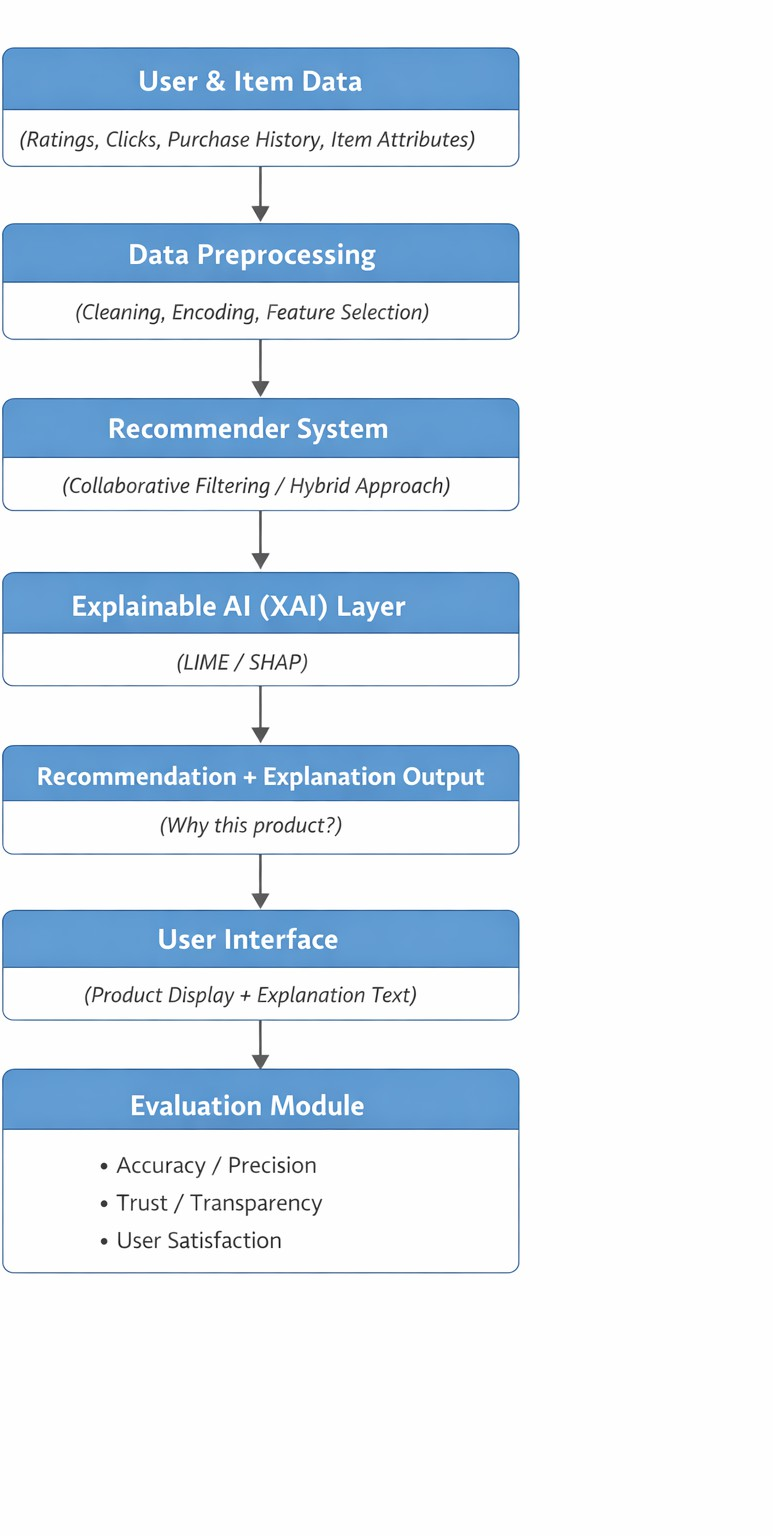 User & Item Data
(Ratings, Clicks, Purchase History, Item Attributes)
Data Preprocessing
(Cleaning, Encoding, Feature Selection)
Recommender System
(Collaborative Filtering / Hybrid Approach)
Explainable AI (XAI) Layer
(LIME / SHAP)
Recommendation + Explanation Output
(Why this product?)
User Interface
(Product Display + Explanation Text)
Evaluation Module
• Accuracy / Precision
• Trust / Transparency
• User Satisfaction